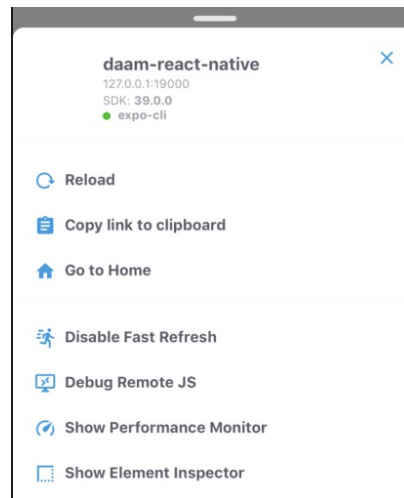 daam-react-native
127.0.0.1:19000
SDK: 39.0.0
expo-cli
Reload
Copy link to clipboard
Go to Home
Disable Fast Refresh
Debug Remote JS
Show Performance Monitor
Show Element Inspector